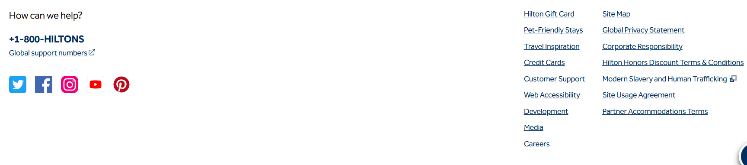 How can we help?
+1-800-HILTONS
Global support numbers
Hilton Gift Card
Pet-Friendly Stays
Travel Inspiration
Credit Cards
Customer Support
Web Accessibility
Development
Media
Careers
Site Map
Global Privacy Statement
Corporate Responsibility
Hilton Honors Discount Terms & Conditions
Modern Slavery and Human Trafficking
Site Usage Agreement
Partner Accommodations Terms